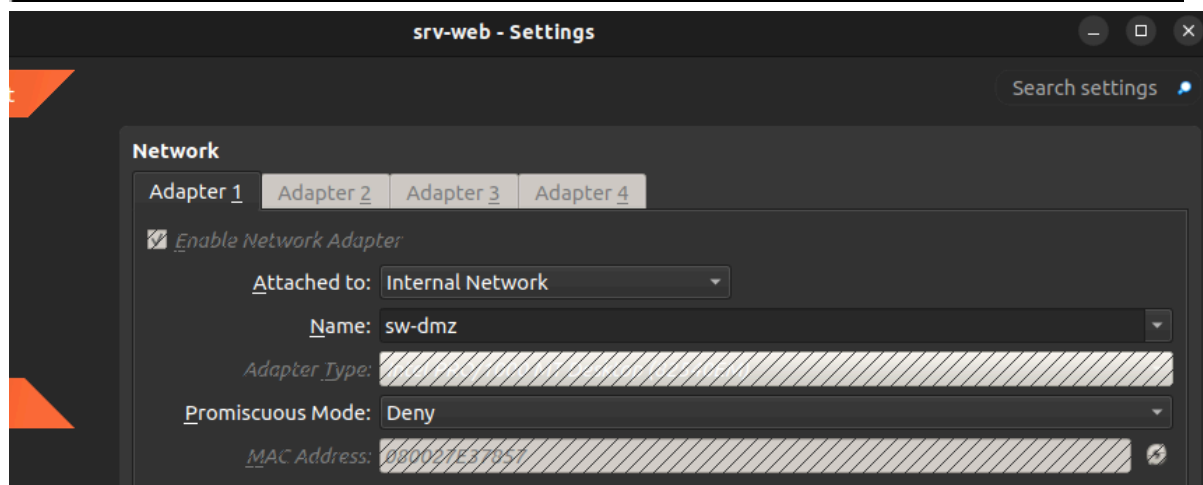 srv-web - Settings
t
Search settings
Network
Adapter 1 Adapter 2 Adapter 3 Adapter 4
Enable Network Adapter
Attached to: Internal Network
Name: sw-dmz
Adapter Type:
Promiscuous Mode: Deny
MAC Address: 080027E37857